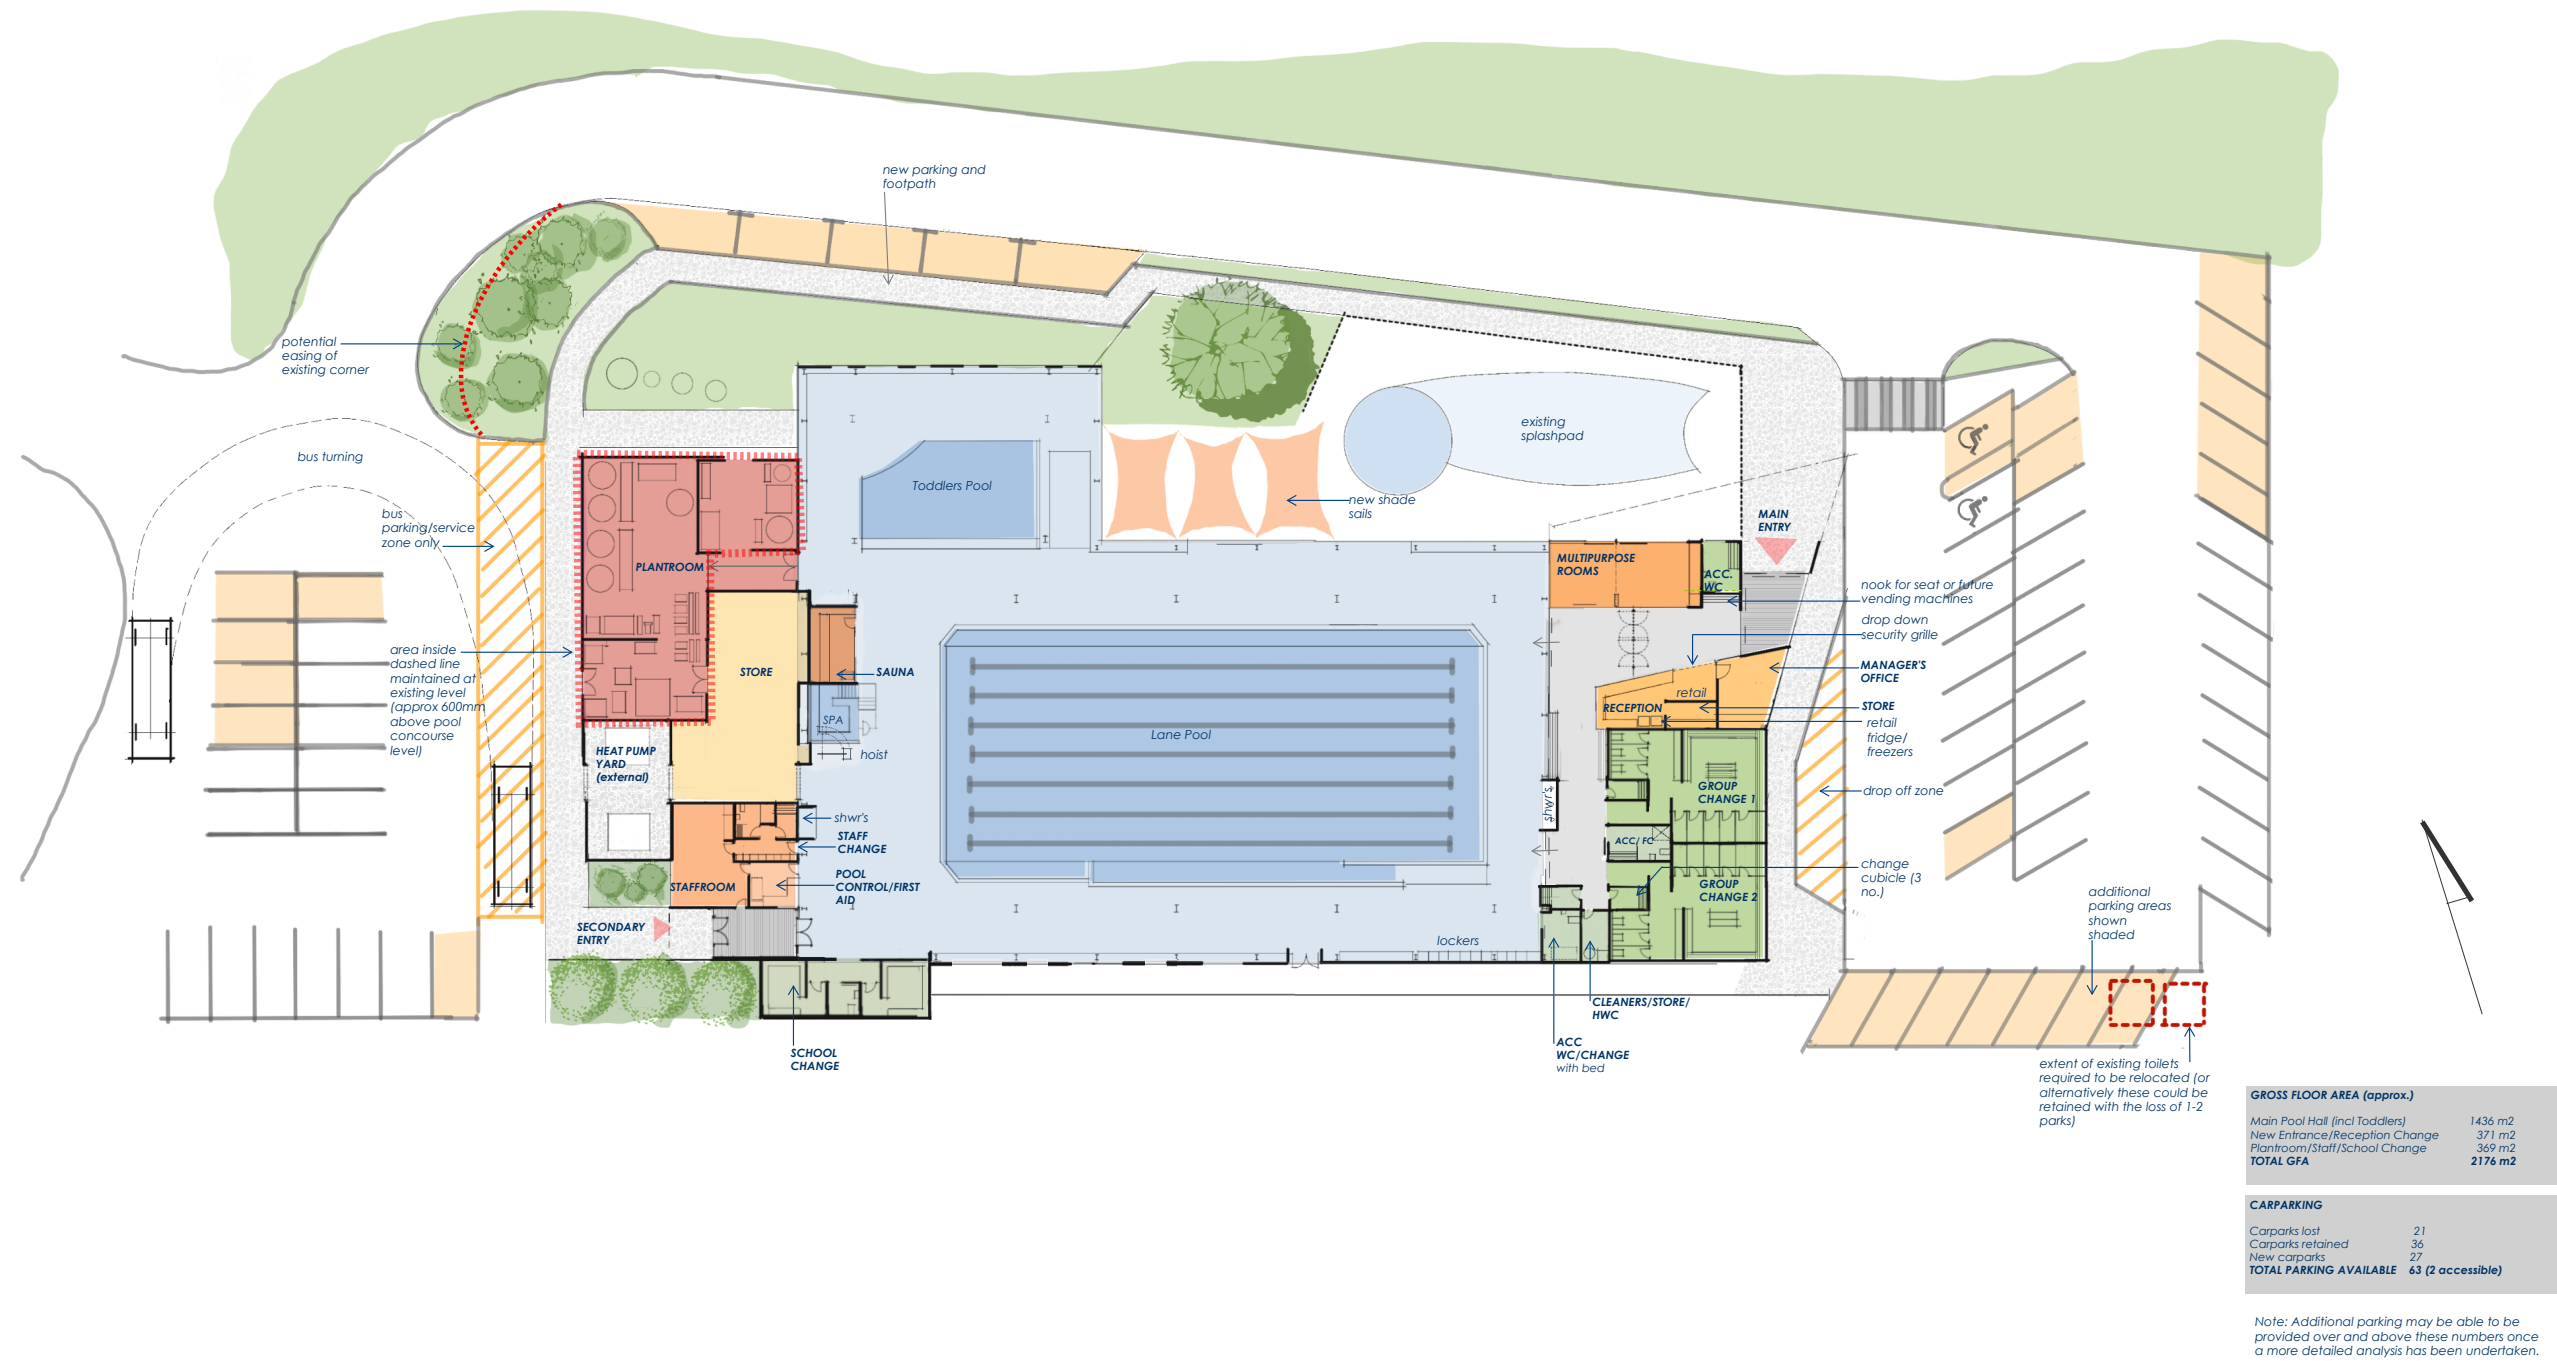 new parking and
footpath
potential
easing of
existing corner
bus turning
bus
parking/service
zone only
existing
splashpad
Toddlers Pool
new shade
sails
MAIN
ENTRY
PLANTROOM
MULTIPURPOSE
ROOMS
ACC.
WC
nook for seat or future
vending machines
drop down
security grille
area inside
dashed line
maintained at
existing level
(approx 600mm
above pool
concourse
level)
STORE
SAUNA
MANAGER'S
OFFICE
retail
RECEPTION
STORE
retail
fridge/
freezers
SPA
hoist
Lane Pool
HEAT PUMP
YARD
(external)
shwr's
GROUP
CHANGE 1
drop off zone
shwr's
STAFF
CHANGE
ACC/ FC
change
cubicle (3
no.)
POOL
CONTROL/FIRST
AID
STAFFROOM
GROUP
CHANGE 2
additional
parking areas
shown
shaded
SECONDARY
ENTRY
lockers
CLEANERS/STORE/
HWC
SCHOOL
CHANGE
ACC
WC/CHANGE
with bed
extent of existing toilets
required to be relocated (or
alternatively these could be
retained with the loss of 1-2
parks)
GROSS FLOOR AREA (approx.)
Main Pool Hall (incl Toddlers) 1436 m2
New Entrance/Reception Change 371 m2
Plantroom/Staff/School Change 369 m2
TOTAL GFA 2176 m2
CARPARKING
Carparks lost 21
Carparks retained 36
New carparks 27
TOTAL PARKING AVAILABLE 63 (2 accessible)
Note: Additional parking may be able to be
provided over and above these numbers once
a more detailed analysis has been undertaken.